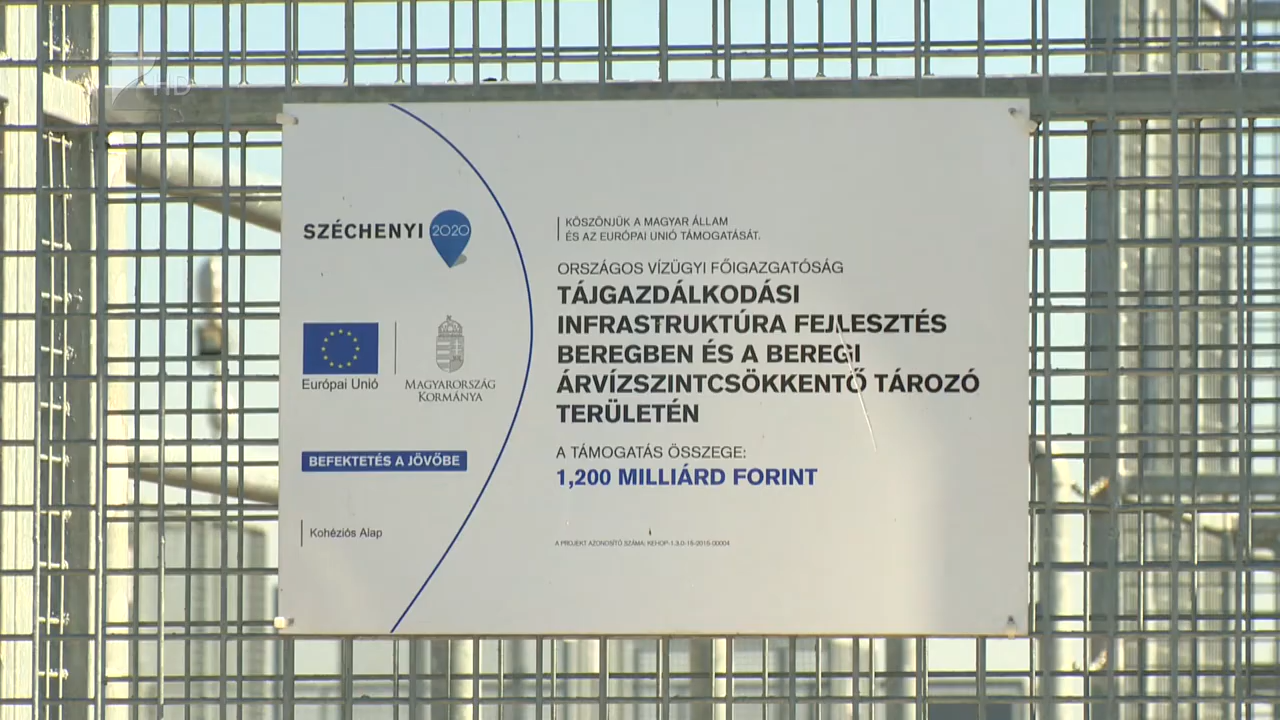 HD
SZÉCHENYI 2020
Európai Unió
MAGYARORSZÁG
KORMÁNYA
BEFEKTETÉS A JÖVŐBE
Kohéziós Alap
KÖSZÖNJÜK A MAGYAR ÁLLAM
ÉS AZ EURÓPAI UNIÓ TÁMOGATÁSÁT.
ORSZÁGOS VÍZÜGYI FŐIGAZGATÓSÁG
TÁJGAZDÁLKODÁSI
INFRASTRUKTÚRA FEJLESZTÉS
BEREGBEN ÉS A BEREGI
ÁRVÍZSZINTCSÖKKENTŐ TÁROZÓ
TERÜLETÉN
A TÁMOGATÁS ÖSSZEGE:
1,200 MILLIÁRD FORINT
A PROJEKT AZONOSÍTÓ SZÁMA: KEHOP-1.3.0-15-2015-00004